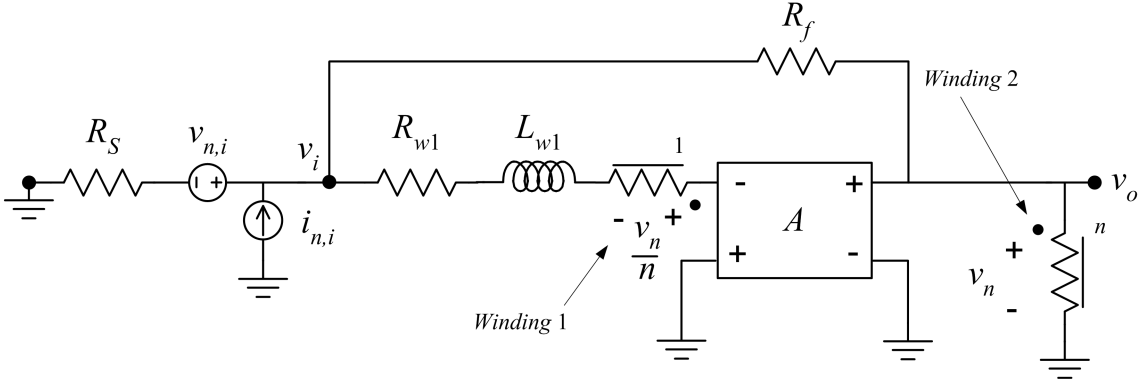 R_f
Winding 2
R_S
v_{n,i}
v_i
R_{w1}
L_{w1}
1
- + - + v_o
i_{n,i}
- +
v_n
n
A
n
+
v_n
-
+ -
Winding 1